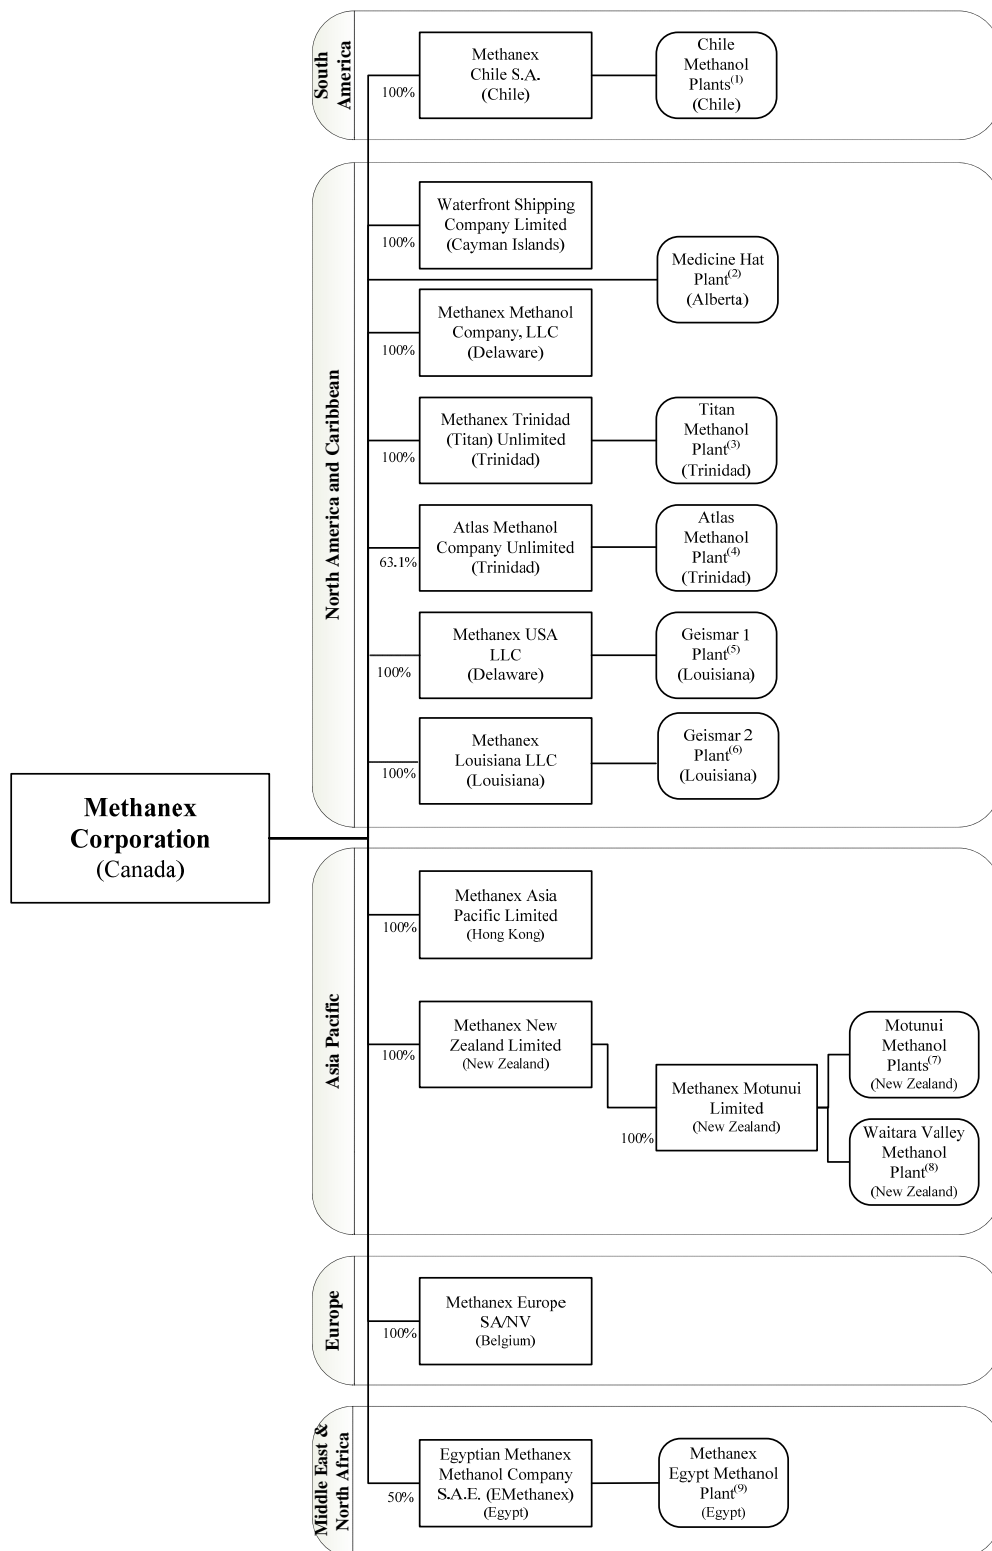 South
America
100%
Methanex
Chile S.A.
(Chile)
Chile
Methanol
Plants(1)
(Chile)
North America and Caribbean
100%
Waterfront Shipping
Company Limited
(Cayman Islands)
Medicine Hat
Plant(2)
(Alberta)
100%
Methanex Methanol
Company, LLC
(Delaware)
100%
Methanex Trinidad
(Titan) Unlimited
(Trinidad)
Titan
Methanol
Plant(3)
(Trinidad)
63.1%
Atlas Methanol
Company Unlimited
(Trinidad)
Atlas
Methanol
Plant(4)
(Trinidad)
100%
Methanex USA
LLC
(Delaware)
Geismar 1
Plant(5)
(Louisiana)
100%
Methanex
Louisiana LLC
(Louisiana)
Geismar 2
Plant(6)
(Louisiana)
Methanex
Corporation
(Canada)
Asia Pacific
100%
Methanex Asia
Pacific Limited
(Hong Kong)
100%
Methanex New
Zealand Limited
(New Zealand)
100%
Methanex Motunui
Limited
(New Zealand)
Motunui
Methanol
Plants(7)
(New Zealand)
Waitara Valley
Methanol
Plant(8)
(New Zealand)
Europe
100%
Methanex Europe
SA/NV
(Belgium)
Middle East &
North Africa
50%
Egyptian Methanex
Methanol Company
S.A.E. (EMethanex)
(Egypt)
Methanex
Egypt Methanol
Plant(9)
(Egypt)